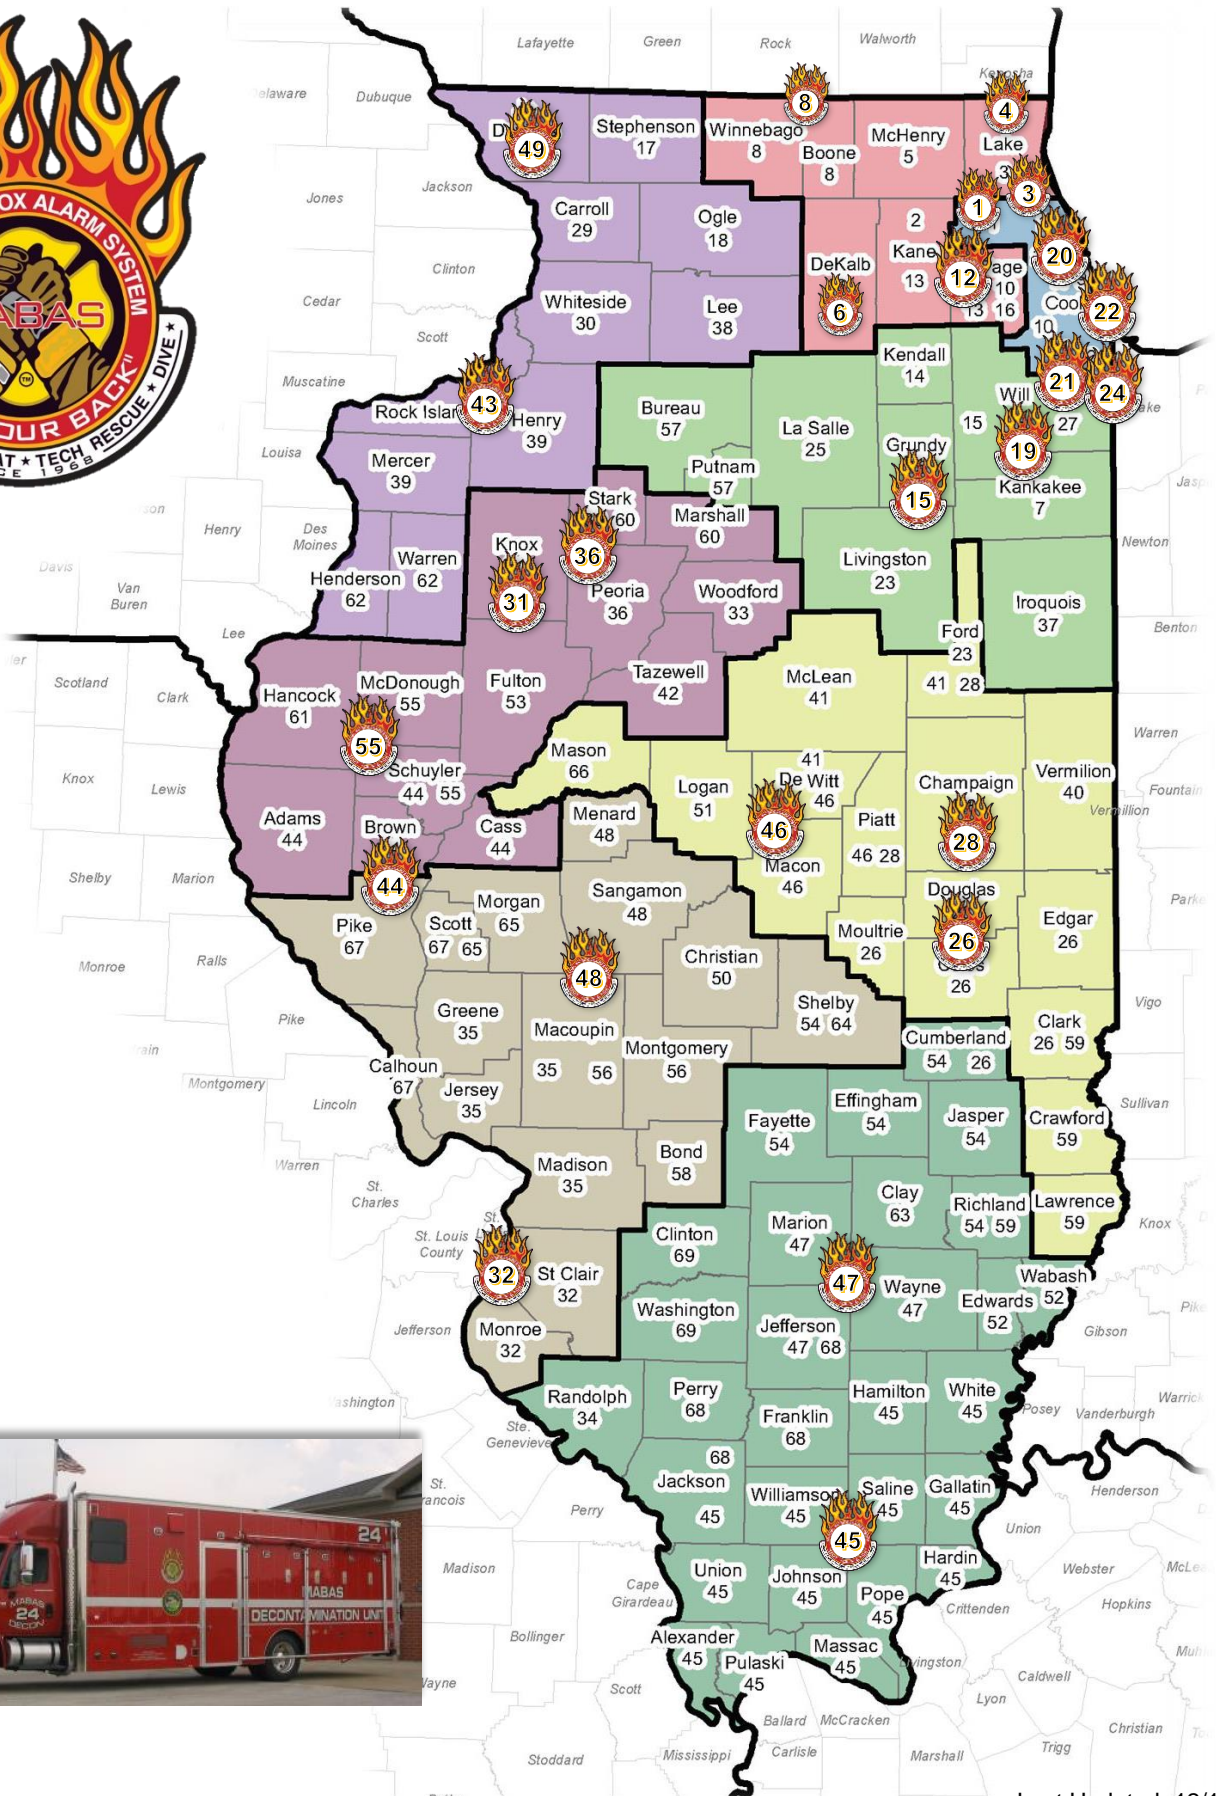 Lafayette
Green
Rock
Walworth
Kenosha
Dubuque
8
4
49
Stephenson
17
Winnebago
8
Boone
8
McHenry
5
Lake
3
3
1
Jackson
Jones
Carroll
29
Ogle
18
2
Kane
13
DeKalb
6
12
10
13 16
20
22
10
Clinton
Cedar
Scott
Whiteside
30
Lee
38
Muscatine
43
Henry
39
Kendall
14
21
24
Will
15
27
19
Bureau
57
La Salle
25
Grundy
15
Louisa
Mercer
39
Putnam
57
Kankakee
7
Henry
Des
Moines
Stark
60
Marshall
60
Knox
36
31
Newton
Henderson
62
Warren
62
Peoria
36
Woodford
33
Livingston
23
Iroquois
37
Davis
Van
Buren
Lee
Ford
23
41 28
Benton
Scotland
Clark
Hancock
61
McDonough
55
Fulton
53
Tazewell
42
McLean
41
55
Warren
Mason
66
Knox
Lewis
Schuyler
44 55
Logan
51
41
De Witt
46
46
Champaign
28
Vermilion
40
Fountain
Vermillion
Adams
44
Brown
44
Cass
44
Menard
48
Piatt
46 28
Macon
46
Shelby
Marion
Sangamon
48
Douglas
26
Pike
67
Scott
67 65
Morgan
65
Moultrie
26
26
Edgar
26
Monroe
Ralls
48
Christian
50
Shelby
54 64
Vigo
Pike
Greene
35
Macoupin
35 56
Montgomery
56
Cumberland
54 26
Clark
26 59
Montgomery
Lincoln
Calhoun
67
Jersey
35
Fayette
54
Effingham
54
Jasper
54
Crawford
59
Sullivan
Warren
St.
Charles
Madison
35
Bond
58
Clay
63
Richland
54 59
Lawrence
59
Knox
St. Louis
County
St.
32
St Clair
32
Clinton
69
Marion
47
47
Wayne
47
Wabash
52
Edwards
52
Jefferson
Monroe
32
Washington
69
Jefferson
47 68
Gibson
Randolph
34
Perry
68
Franklin
68
Hamilton
45
White
45
Posey
Vanderburgh
Warrick
Ste.
Genevieve
68
Jackson
45
Williamson
45
Saline
45
Gallatin
45
45
Henderson
Perry
Union
Madison
Cape
Girardeau
Union
45
Johnson
45
Pope
45
Hardin
45
Webster
Hopkins
Crittenden
Bollinger
Alexander
45
Pulaski
45
Massac
45
Livingston
Caldwell
Scott
Lyon
Ballard
McCracken
Christian
Stoddard
Mississippi
Carlisle
Marshall
Trigg
OX ALARM SYSTEM
ABAS
OUR BACK"
TECH RESCUE ★ DIVE ★
24
MABAS
DECONTAMINATION UNIT
MABAS
24
DECON